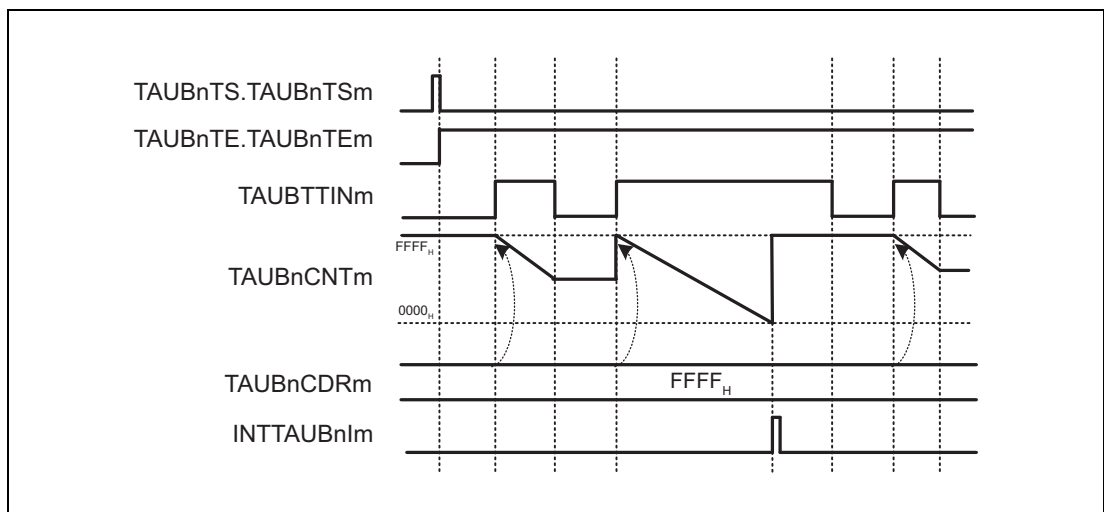 TAUBnTS.TAUBnTSm
TAUBnTE.TAUBnTEm
TAUBTTINm
FFFFH
TAUBnCNTm
0000H
TAUBnCDRm
FFFFH
INTTAUBnIm